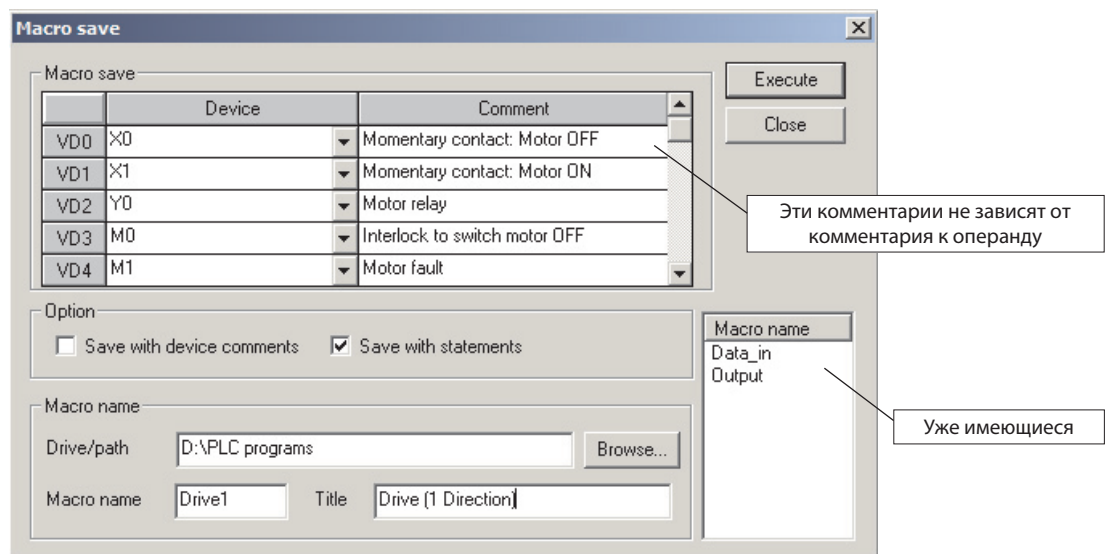 Macro save
Macro save
Execute
Close
Device Comment
VD0 X0 Momentary contact: Motor OFF
VD1 X1 Momentary contact: Motor ON
VD2 Y0 Motor relay
VD3 M0 Interlock to switch motor OFF
VD4 M1 Motor fault
Эти комментарии не зависят от
комментария к операнду
Option
Save with device comments Save with statements
Macro name
Data_in
Output
Уже имеющиеся
Macro name
Drive/path D:\PLC programs Browse...
Macro name Drive1 Title Drive (1 Direction)